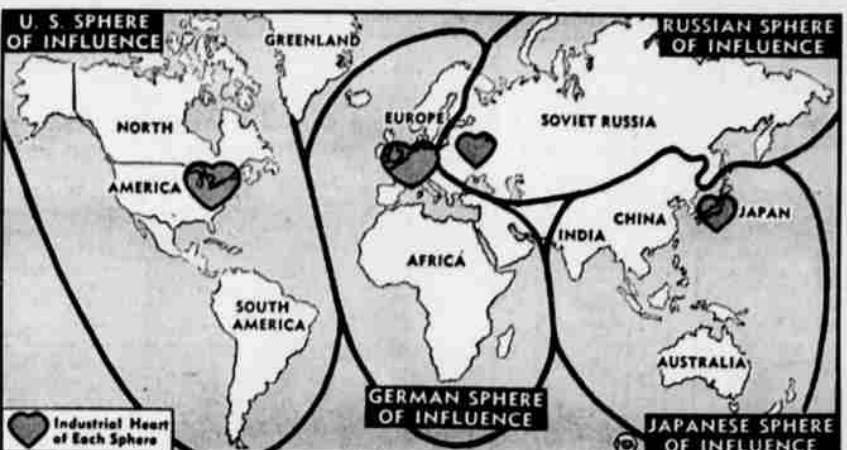 U. S. SPHERE
OF INFLUENCE
GREENLAND
RUSSIAN SPHERE
OF INFLUENCE
NORTH
AMERICA
EUROPE
SOVIET RUSSIA
CHINA
JAPAN
INDIA
AFRICA
SOUTH
AMERICA
AUSTRALIA
GERMAN SPHERE
OF INFLUENCE
Industrial Heart
of Each Sphere
JAPANESE SPHERE
OF INFLUENCE